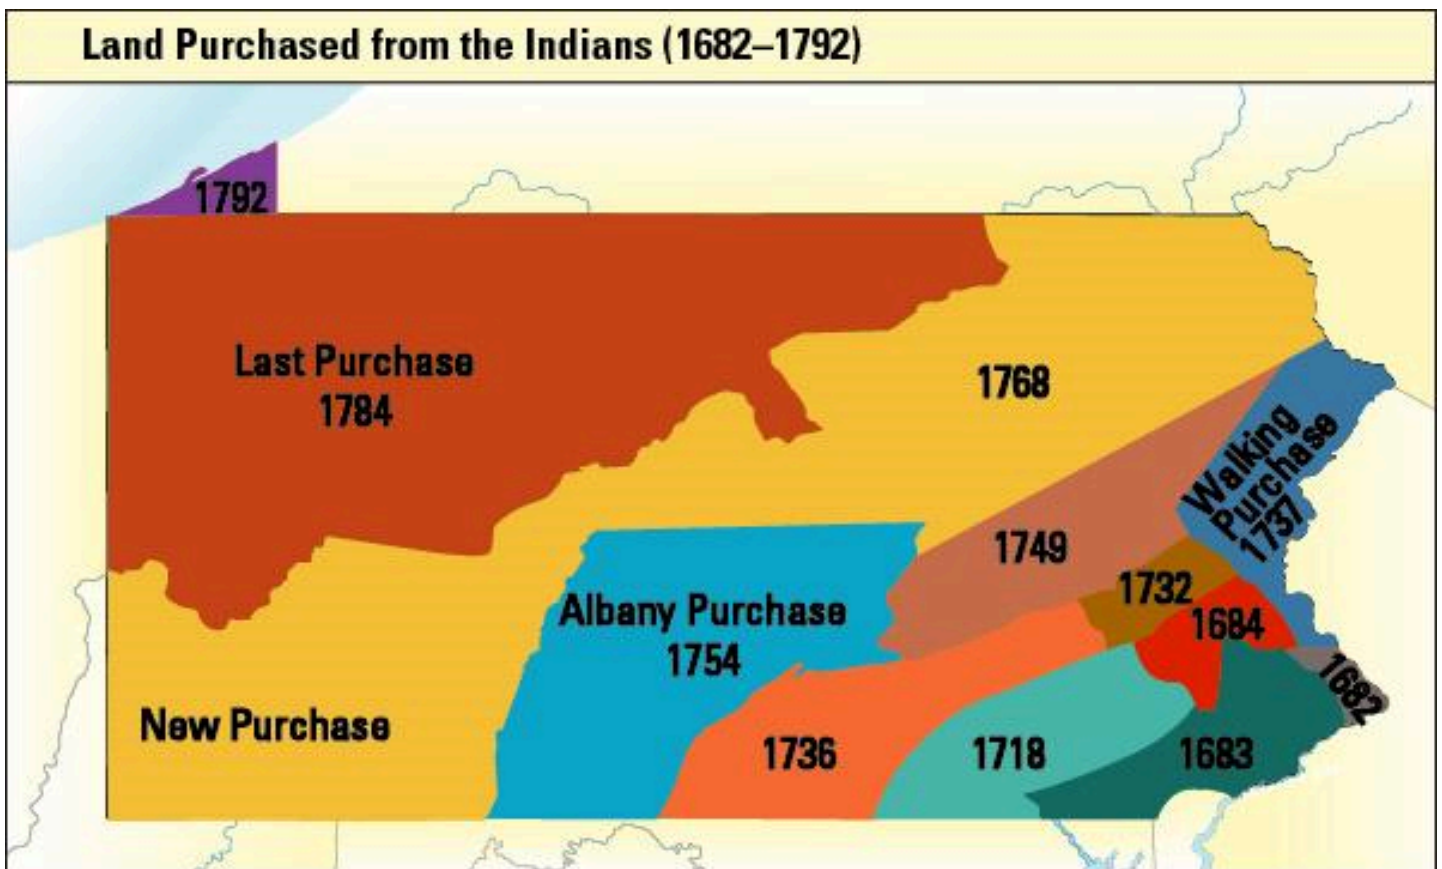 Land Purchased from the Indians (1682–1792)
1792
Last Purchase
1784
1768
Walking
Purchase
1737
1749
1732
1684
1682
Albany Purchase
1754
New Purchase
1736
1718
1683